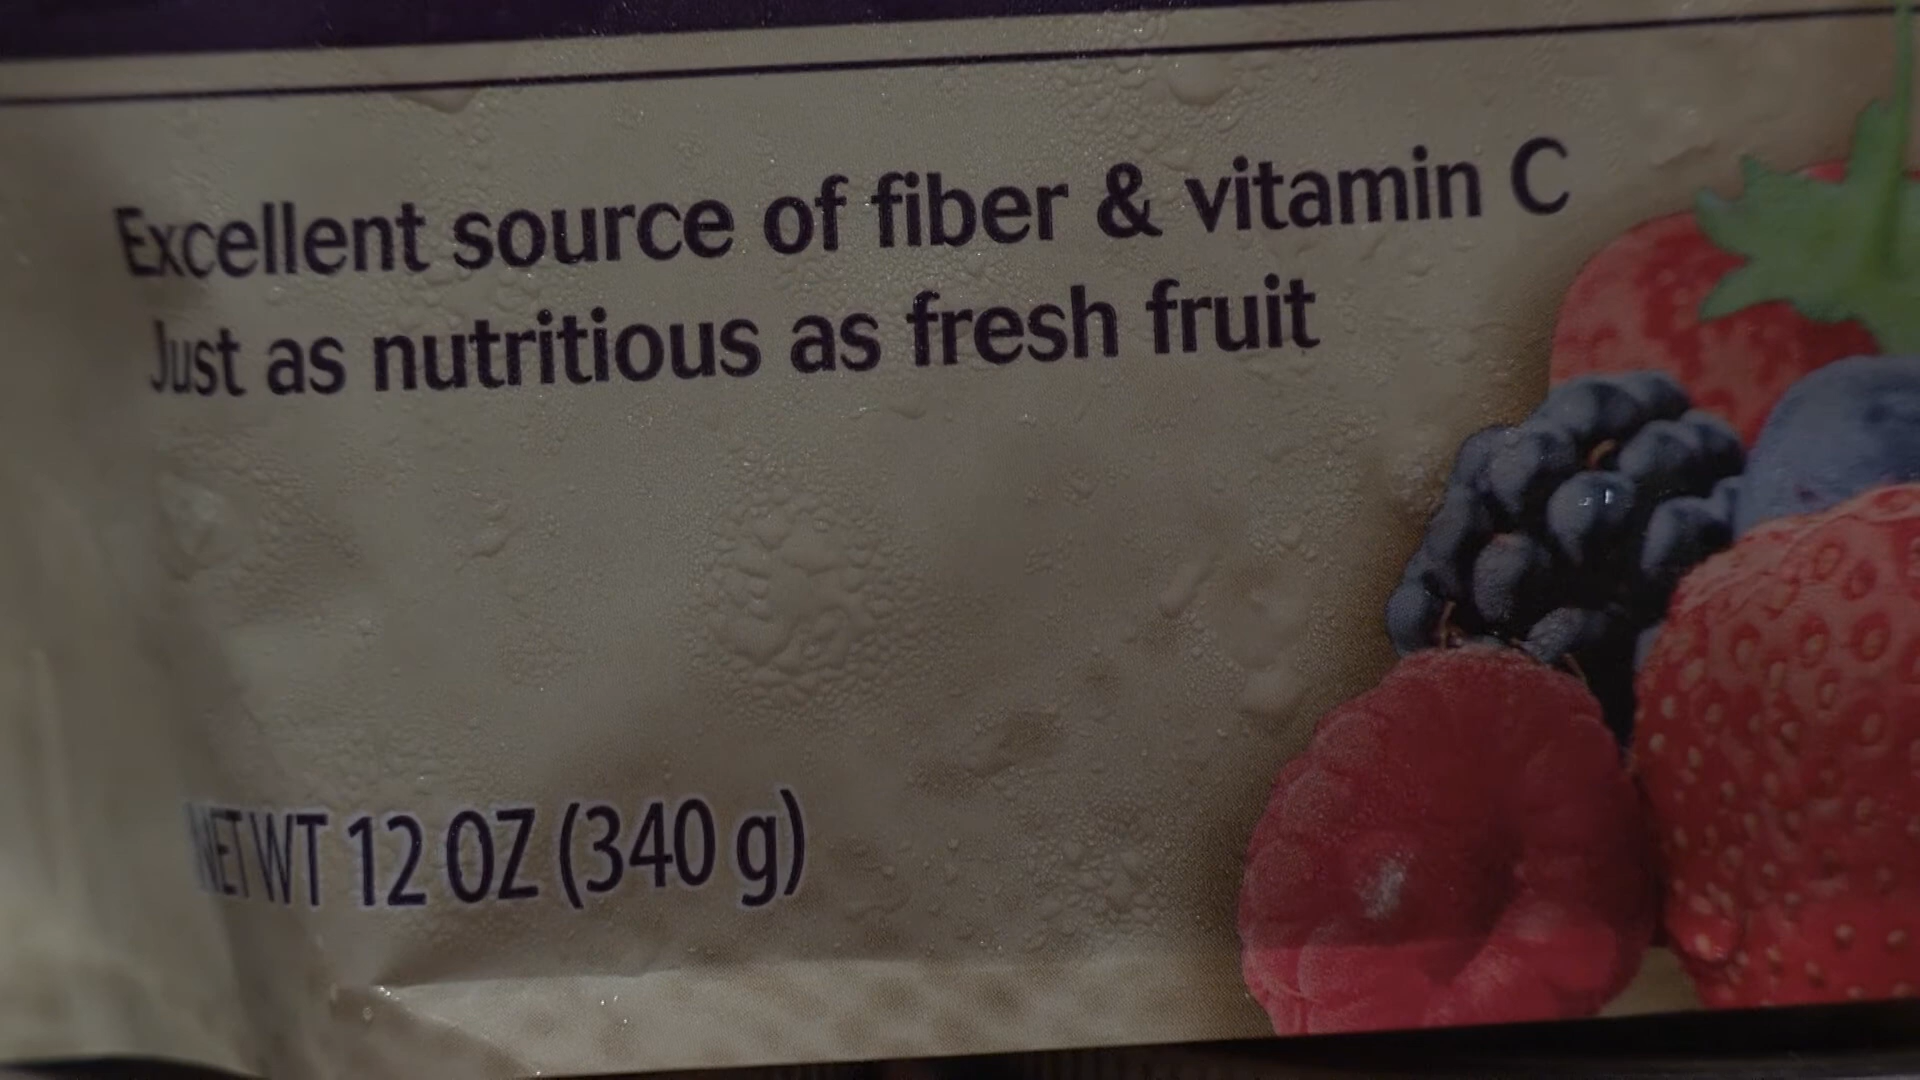 Excellent source of fiber & vitamin C
Just as nutritious as fresh fruit
NET WT 12 OZ (340 g)